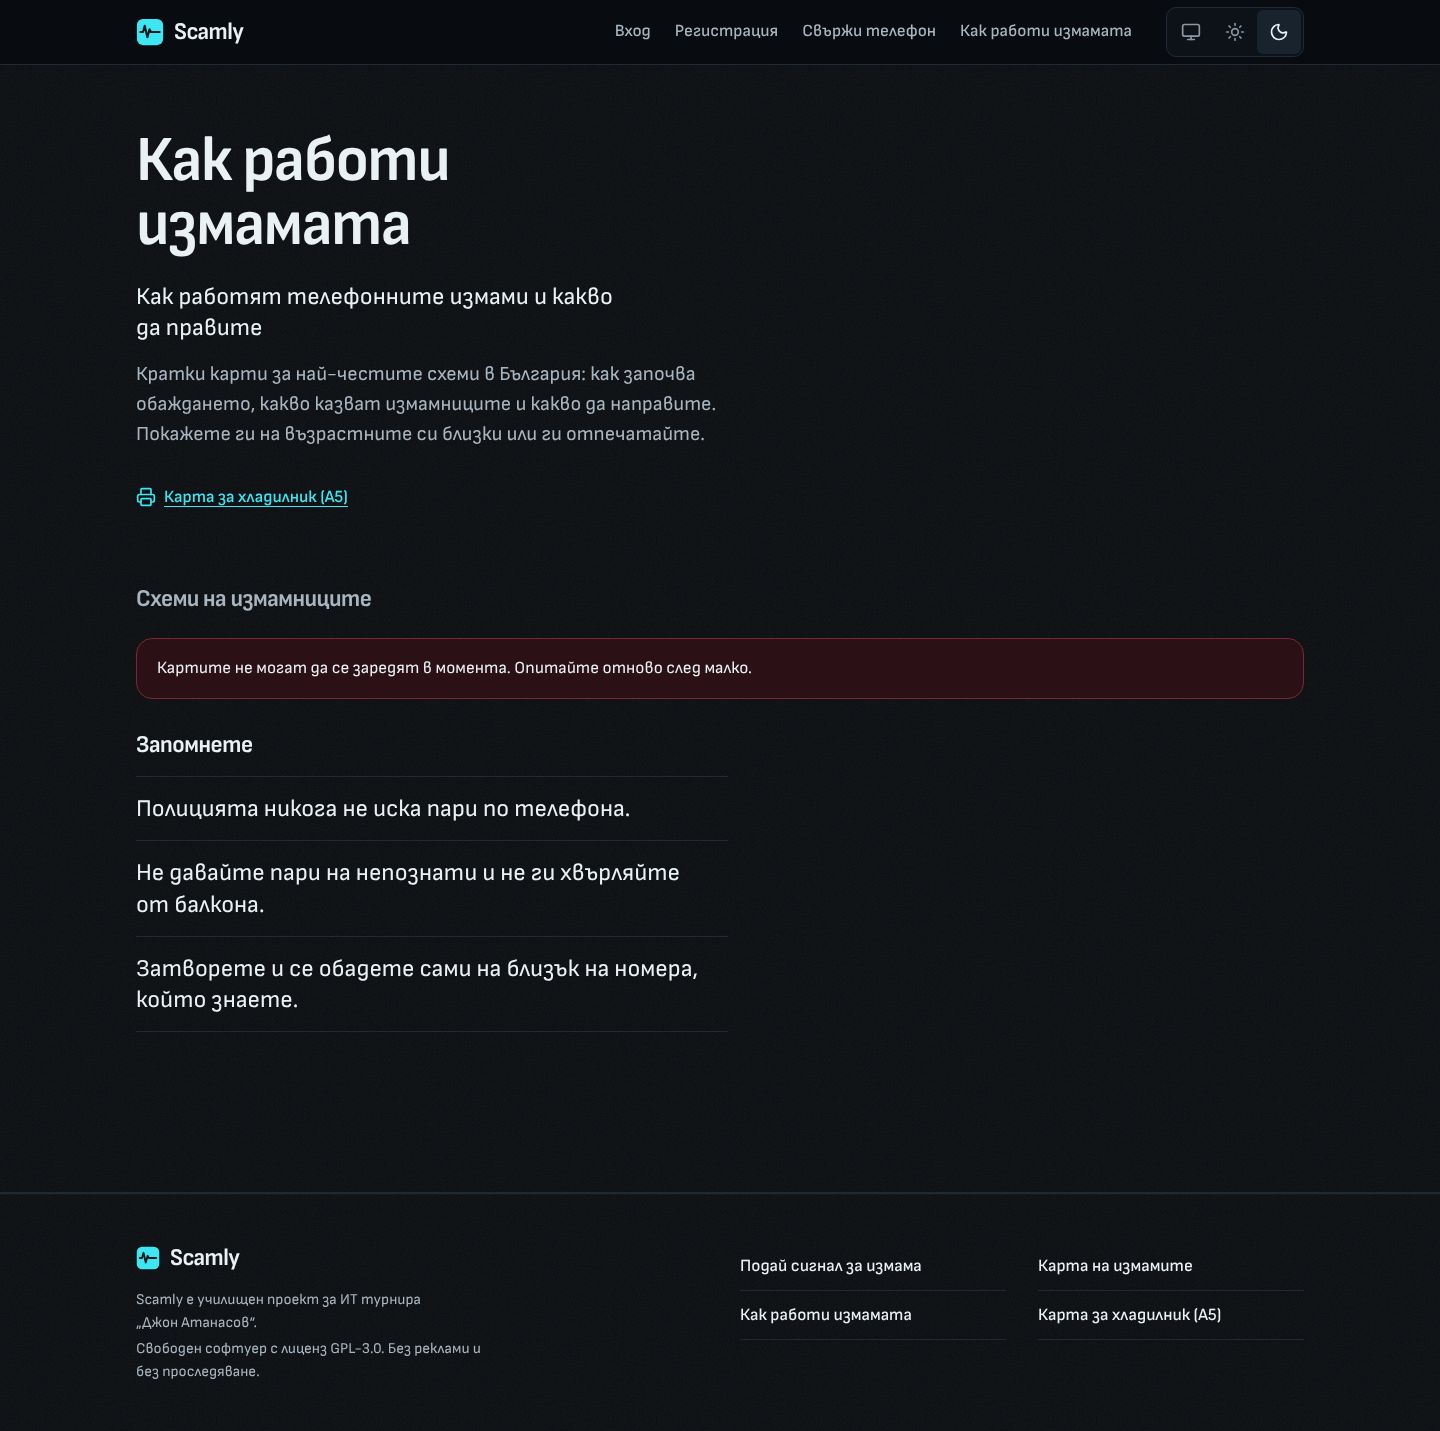 Scamly
Вход
Регистрация
Свържи телефон
Как работи измамата
Как работи
измамата
Как работят телефонните измами и какво
да правите
Кратки карти за най-честите схеми в България: как започва
обаждането, какво казват измамниците и какво да направите.
Покажете ги на възрастните си близки или ги отпечатайте.
Карта за хладилник (A5)
Схеми на измамниците
Картите не могат да се заредят в момента. Опитайте отново след малко.
Запомнете
Полицията никога не иска пари по телефона.
Не давайте пари на непознати и не ги хвърляйте
от балкона.
Затворете и се обадете сами на близък на номера,
който знаете.
Scamly
Scamly е училищен проект за ИТ турнира
„Джон Атанасов“.
Свободен софтуер с лиценз GPL-3.0. Без реклами и
без проследяване.
Подай сигнал за измама
Карта на измамите
Как работи измамата
Карта за хладилник (A5)